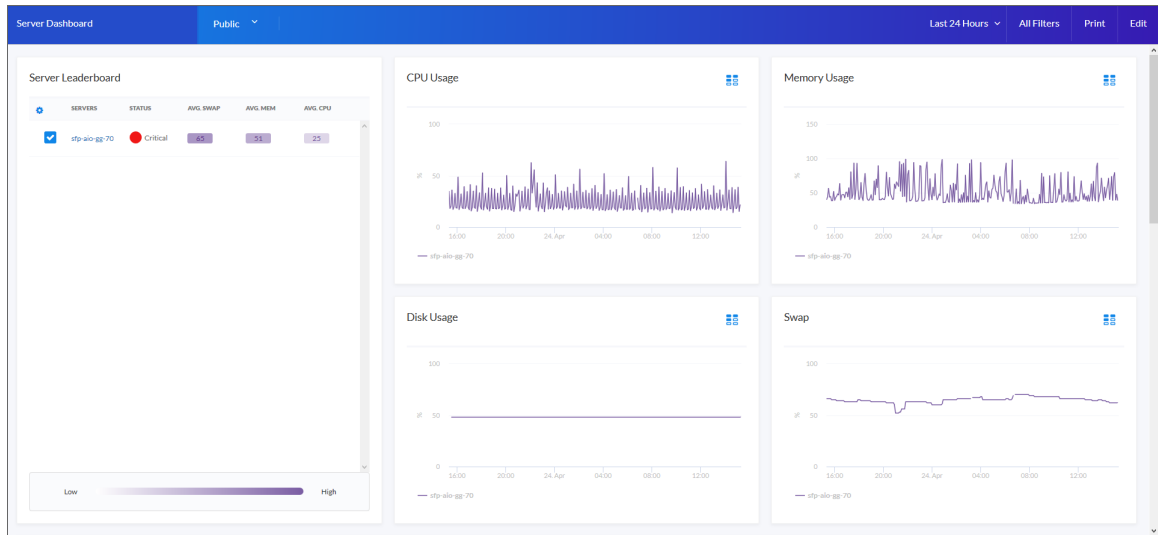 Server Dashboard
Public
Last 24 Hours
All Filters
Print
Edit
Server Leaderboard
SERVERS STATUS AVG. SWAP AVG. MEM AVG. CPU
sfp-aio-gg-70 Critical 65 51 25
Low High
CPU Usage
100
% 50
0
16:00 20:00 24. Apr 04:00 08:00 12:00
sfp-aio-gg-70
Memory Usage
150
100
% 50
0
16:00 20:00 24. Apr 04:00 08:00 12:00
sfp-aio-gg-70
Disk Usage
100
% 50
0
16:00 20:00 24. Apr 04:00 08:00 12:00
sfp-aio-gg-70
Swap
100
% 50
0
16:00 20:00 24. Apr 04:00 08:00 12:00
sfp-aio-gg-70